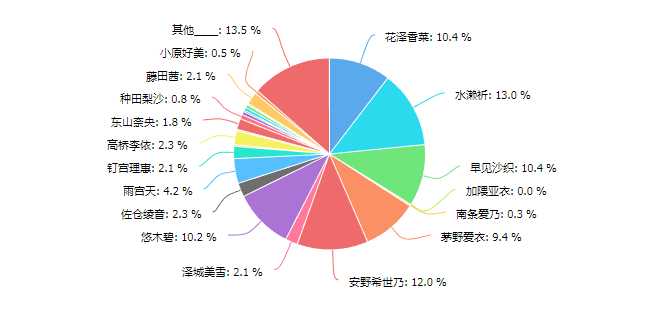 其他____: 13.5 %
花泽香菜: 10.4 %
小原好美: 0.5 %
藤田茜: 2.1 %
水濑祈: 13.0 %
种田梨沙: 0.8 %
东山奈央: 1.8 %
高桥李依: 2.3 %
钉宫理惠: 2.1 %
早见沙织: 10.4 %
雨宫天: 4.2 %
加隈亚衣: 0.0 %
佐仓绫音: 2.3 %
南条爱乃: 0.3 %
悠木碧: 10.2 %
茅野爱衣: 9.4 %
泽城美雪: 2.1 %
安野希世乃: 12.0 %